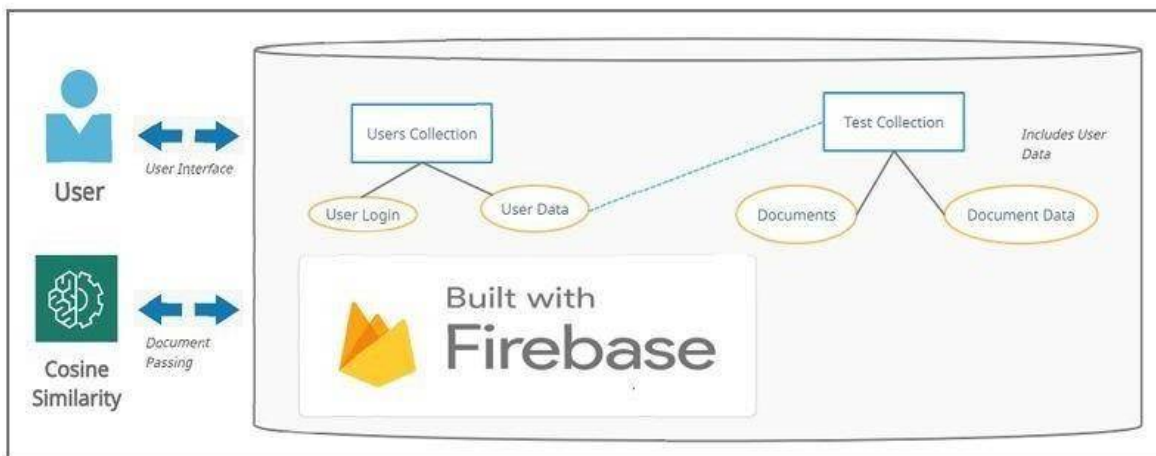 User
User Interface
Cosine
Similarity
Document
Passing
Users Collection
User Login
User Data
Test Collection
Includes User
Data
Documents
Document Data
Built with
Firebase